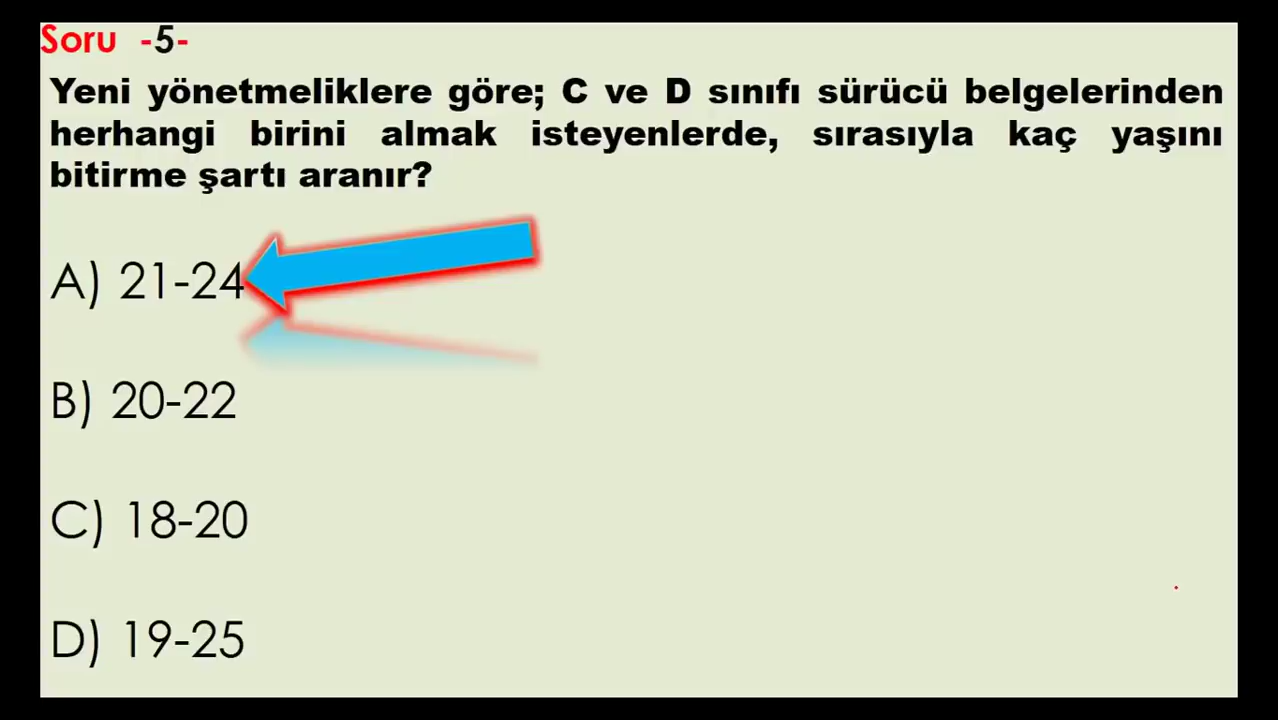 Soru -5-
Yeni yönetmeliklere göre; C ve D sınıfı sürücü belgelerinden
herhangi birini almak isteyenlerde, sırasıyla kaç yaşını
bitirme şartı aranır?
A) 21-24
B) 20-22
C) 18-20
D) 19-25